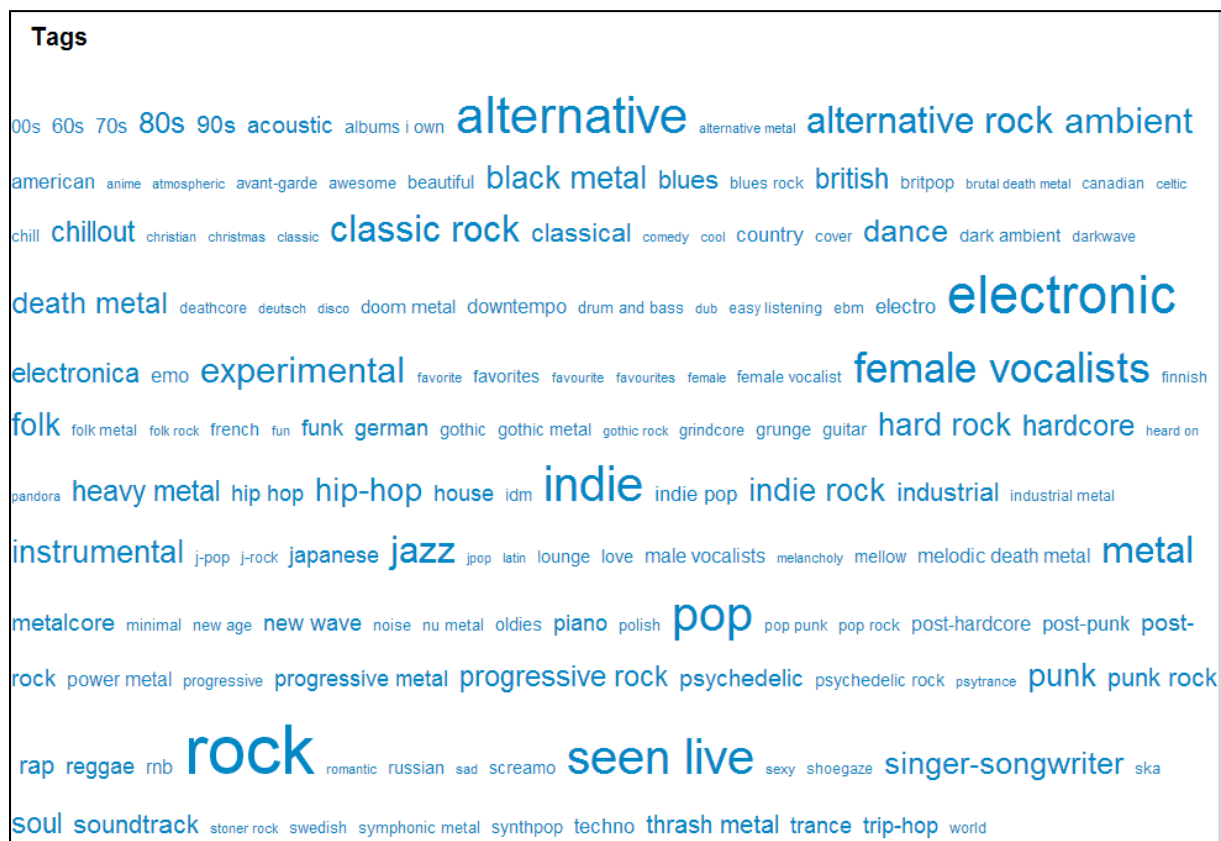 Tags
00s 60s 70s 80s 90s acoustic albums i own alternative alternative metal alternative rock ambient
american anime atmospheric avant-garde awesome beautiful black metal blues blues rock british britpop brutal death metal canadian celtic
chill chillout christian christmas classic classic rock classical comedy cool country cover dance dark ambient darkwave
death metal deathcore deutsch disco doom metal downtempo drum and bass dub easy listening ebm electro electronic
electronica emo experimental favorite favorites favourite favourites female female vocalist female vocalists finnish
folk folk metal folk rock french fun funk german gothic gothic metal gothic rock grindcore grunge guitar hard rock hardcore heard on
pandora heavy metal hip hop hip-hop house idm indie indie pop indie rock industrial industrial metal
instrumental j-pop j-rock japanese jazz jpop latin lounge love male vocalists melancholy mellow melodic death metal metal
metalcore minimal new age new wave noise nu metal oldies piano polish pop pop punk pop rock post-hardcore post-punk post-
rock power metal progressive progressive metal progressive rock psychedelic psychedelic rock psytrance punk punk rock
rap reggae rnb rock romantic russian sad screamo seen live sexy shoegaze singer-songwriter ska
soul soundtrack stoner rock swedish symphonic metal synthpop techno thrash metal trance trip-hop world